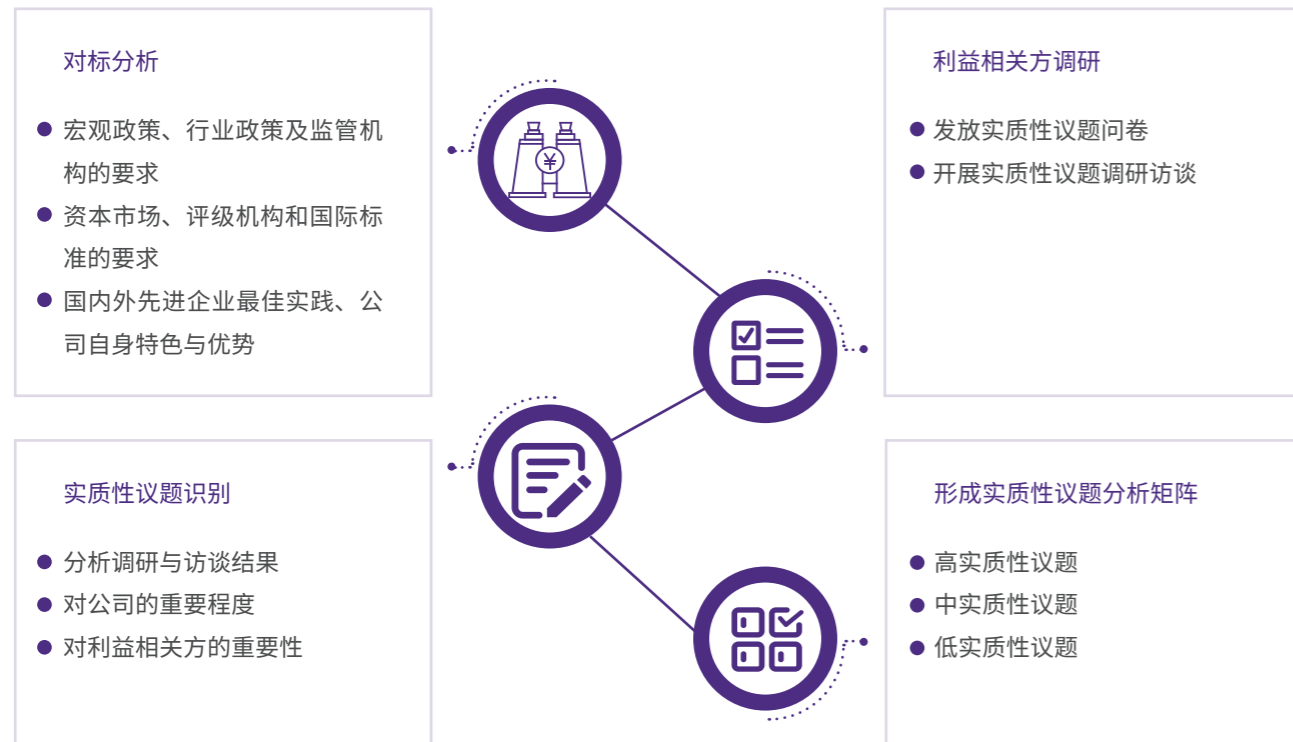 对标分析
宏观政策、行业政策及监管机
构的要求
资本市场、评级机构和国际标
准的要求
国内外先进企业最佳实践、公
司自身特色与优势
¥
利益相关方调研
发放实质性议题问卷
开展实质性议题调研访谈
实质性议题识别
分析调研与访谈结果
对公司的重要程度
对利益相关方的重要性
形成实质性议题分析矩阵
高实质性议题
中实质性议题
低实质性议题